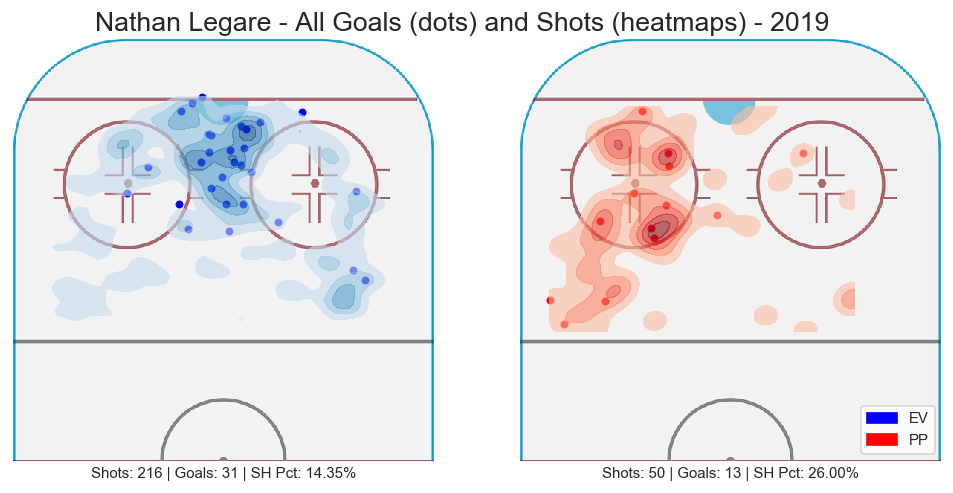 Nathan Legare - All Goals (dots) and Shots (heatmaps) - 2019
EV
PP
Shots: 216 | Goals: 31 | SH Pct: 14.35%
Shots: 50 | Goals: 13 | SH Pct: 26.00%